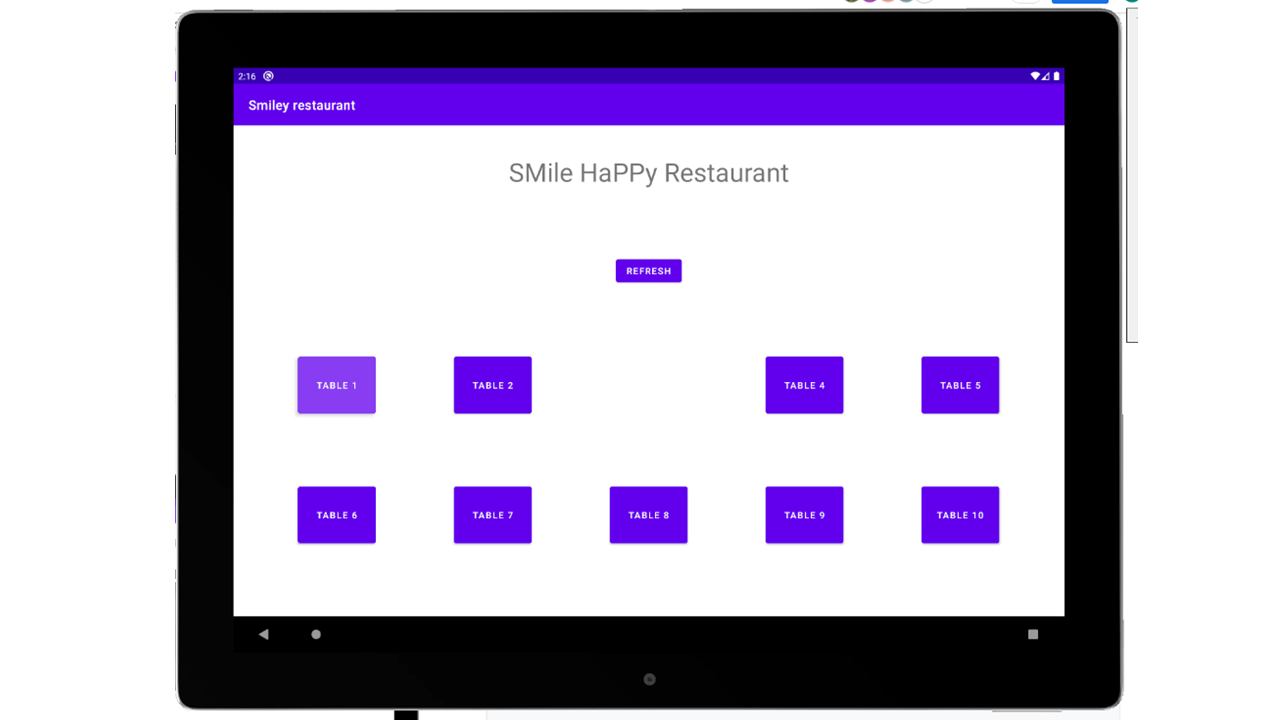 2:16
Smiley restaurant
SMile HaPPy Restaurant
REFRESH
TABLE 1 TABLE 2 TABLE 4 TABLE 5
TABLE 6 TABLE 7 TABLE 8 TABLE 9 TABLE 10